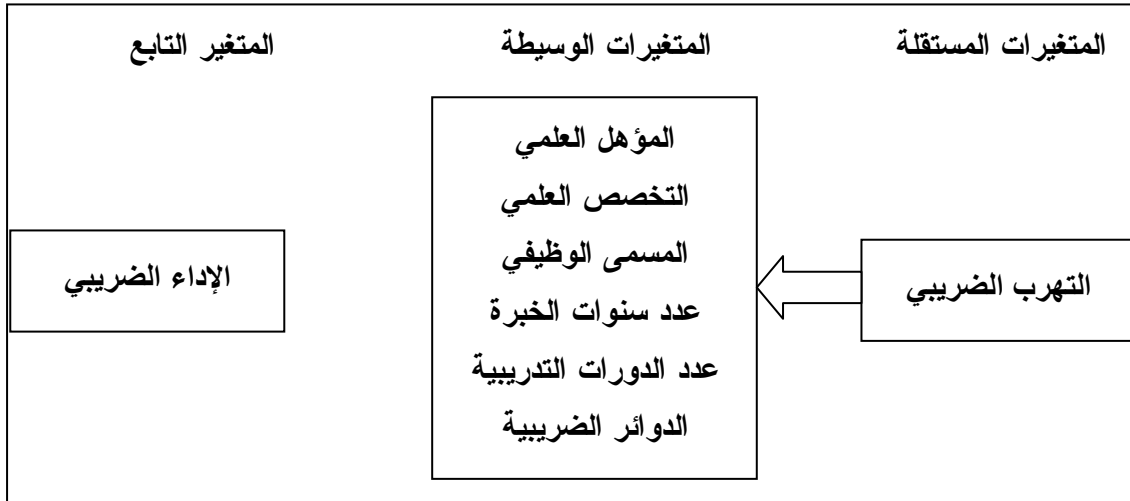 المتغيرات المستقلة
المتغيرات الوسيطة
المتغير التابع
المؤهل العلمي
التخصص العلمي
المسمى الوظيفي
عدد سنوات الخبرة
عدد الدورات التدريبية
الدوائر الضريبية
التهرب الضريبي
الإداء الضريبي